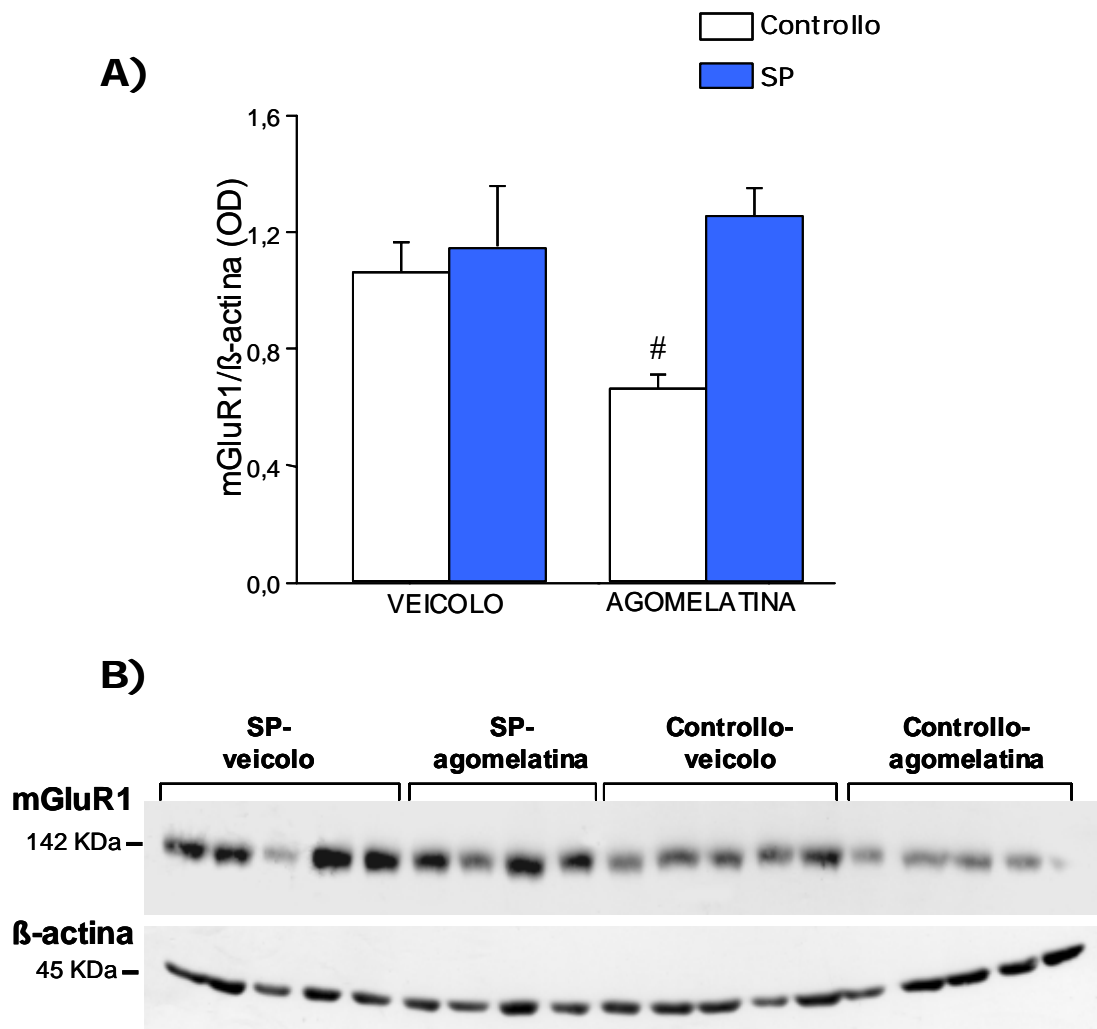 Controllo
A)
SP
1,6
1,2
0,8
0,4
0,0
mGluR1/ß-actina (OD)
#
VEICOLO
AGOMELATINA
B)
SP-
veicolo
SP-
agomelatina
Controllo-
veicolo
Controllo-
agomelatina
mGluR1
142 KDa
ß-actina
45 KDa